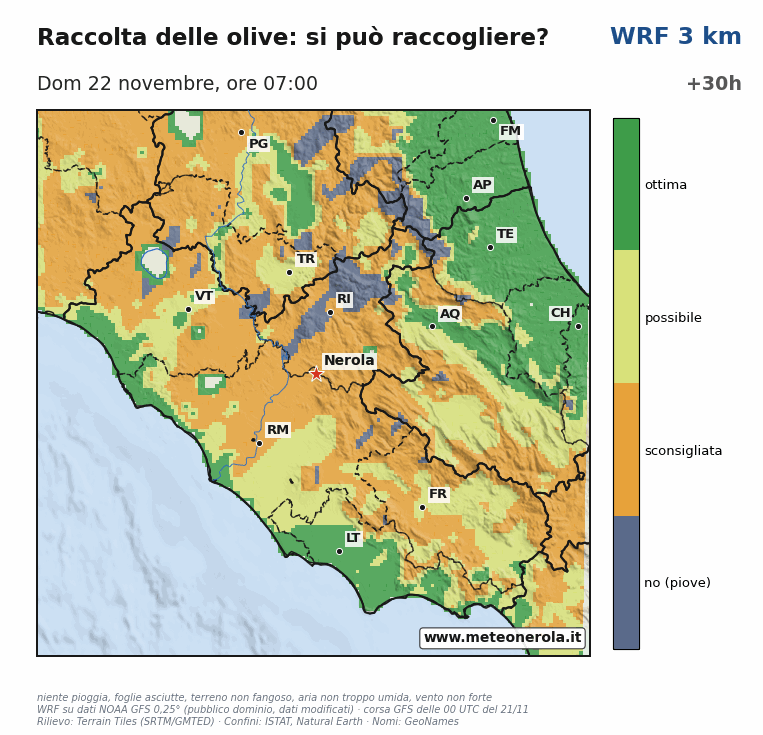 Raccolta delle olive: si può raccogliere?
WRF 3 km
Dom 22 novembre, ore 07:00
+30h
FM
PG
AP
TE
TR
RI
VT
AQ
CH
Nerola
RM
FR
LT
www.meteonerola.it
ottima
possibile
sconsigliata
no (piove)
niente pioggia, foglie asciutte, terreno non fangoso, aria non troppo umida, vento non forte
WRF su dati NOAA GFS 0,25° (pubblico dominio, dati modificati) · corsa GFS delle 00 UTC del 21/11
Rilievo: Terrain Tiles (SRTM/GMTED) · Confini: ISTAT, Natural Earth · Nomi: GeoNames